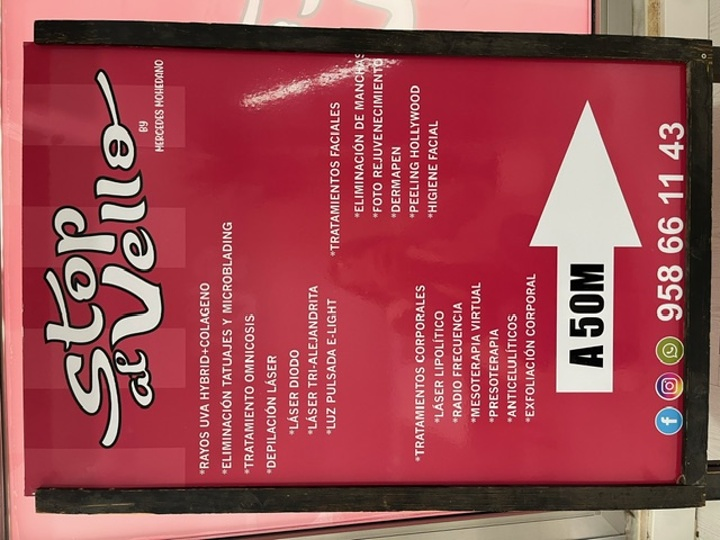 Stop
al Vello
BY
MERCEDES MOHEDANO
*RAYOS UVA HYBRID+COLAGENO
*ELIMINACIÓN TATUAJES Y MICROBLADING
*TRATAMIENTO OMNICOSIS
*DEPILACIÓN LÁSER
*LÁSER DIODO
*LÁSER TRI-ALEJANDRITA
*LUZ PULSADA E-LIGHT
*TRATAMIENTOS FACIALES
*ELIMINACIÓN DE MANCHAS
*FOTO REJUVENECIMIENTO
*DERMAPEN
*PEELING HOLLYWOOD
*HIGIENE FACIAL
*TRATAMIENTOS CORPORALES
*LÁSER LIPOLÍTICO
*RADIO FRECUENCIA
*MESOTERAPIA VIRTUAL
*PRESOTERAPIA
*ANTICELULÍTICOS
*EXFOLIACIÓN CORPORAL
A 50M
958 66 11 43